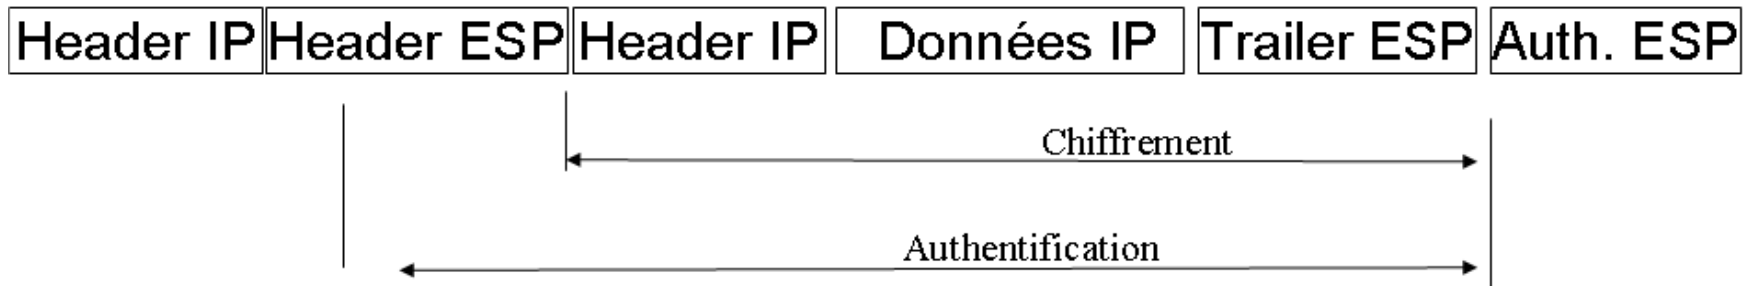 Header IP Header ESP Header IP Données IP Trailer ESP Auth. ESP
Chiffrement
Authentification